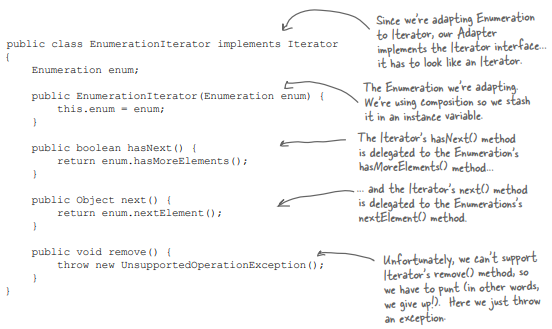 Since we're adapting Enumeration
to Iterator, our Adapter
implements the Iterator interface...
it has to look like an Iterator.
public class EnumerationIterator implements Iterator
{
Enumeration enum;
public EnumerationIterator(Enumeration enum) {
this.enum = enum;
}
The Enumeration we're adapting.
We're using composition so we stash
it in an instance variable.
public boolean hasNext() {
return enum.hasMoreElements();
}
The Iterator's hasNext() method
is delegated to the Enumeration's
hasMoreElements() method...
public Object next() {
return enum.nextElement();
}
... and the Iterator's next() method
is delegated to the Enumerations's
nextElement() method.
public void remove() {
throw new UnsupportedOperationException();
}
}
Unfortunately, we can't support
Iterator's remove() method, so
we have to punt (in other words,
we give up!). Here we just throw
an exception.